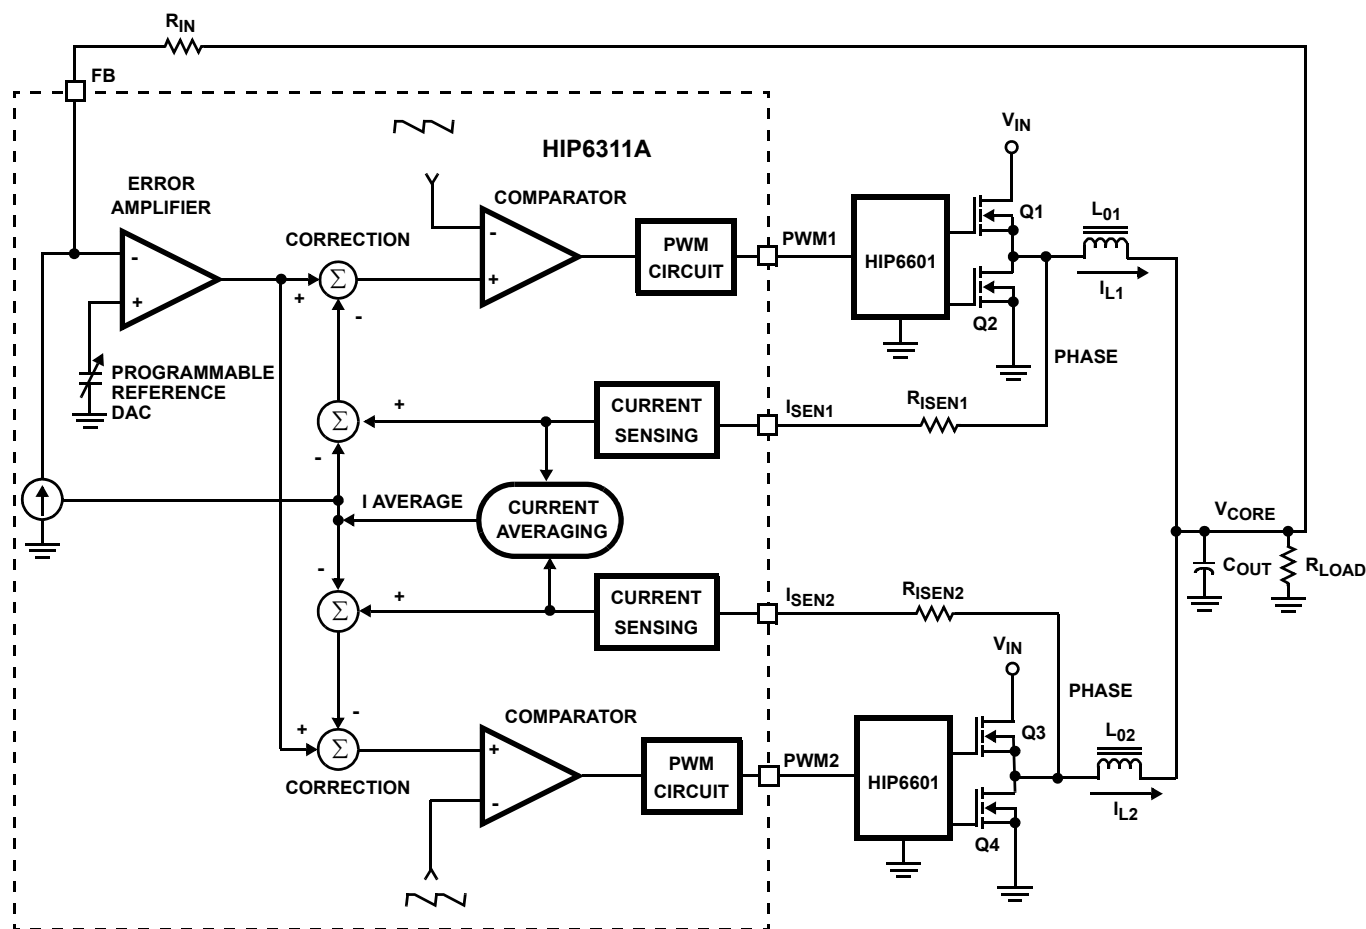 RIN
FB
HIP6311A
VIN
ERROR
AMPLIFIER
COMPARATOR
CORRECTION
Q1
L01
-
-
PWM
CIRCUIT
PWM1
HIP6601
+
+
+
Σ
-
IL1
Q2
PROGRAMMABLE
REFERENCE
DAC
PHASE
+
CURRENT
SENSING
ISEN1
RISEN1
Σ
-
I AVERAGE
CURRENT
AVERAGING
VCORE
COUT
RLOAD
-
+
CURRENT
SENSING
ISEN2
RISEN2
Σ
VIN
PHASE
-
COMPARATOR
+
Σ
+
Q3
L02
CORRECTION
PWM
CIRCUIT
PWM2
HIP6601
-
IL2
Q4